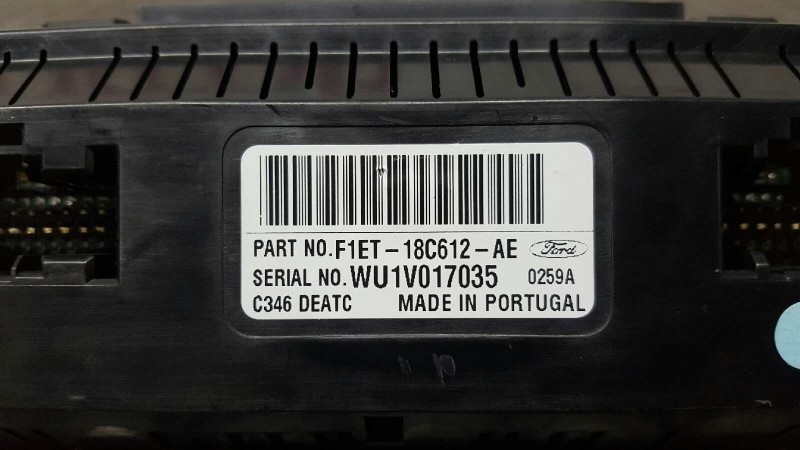 PART NO. F1ET-18C612-AE Ford
SERIAL NO. WU1V017035 0259A
C346 DEATC MADE IN PORTUGAL